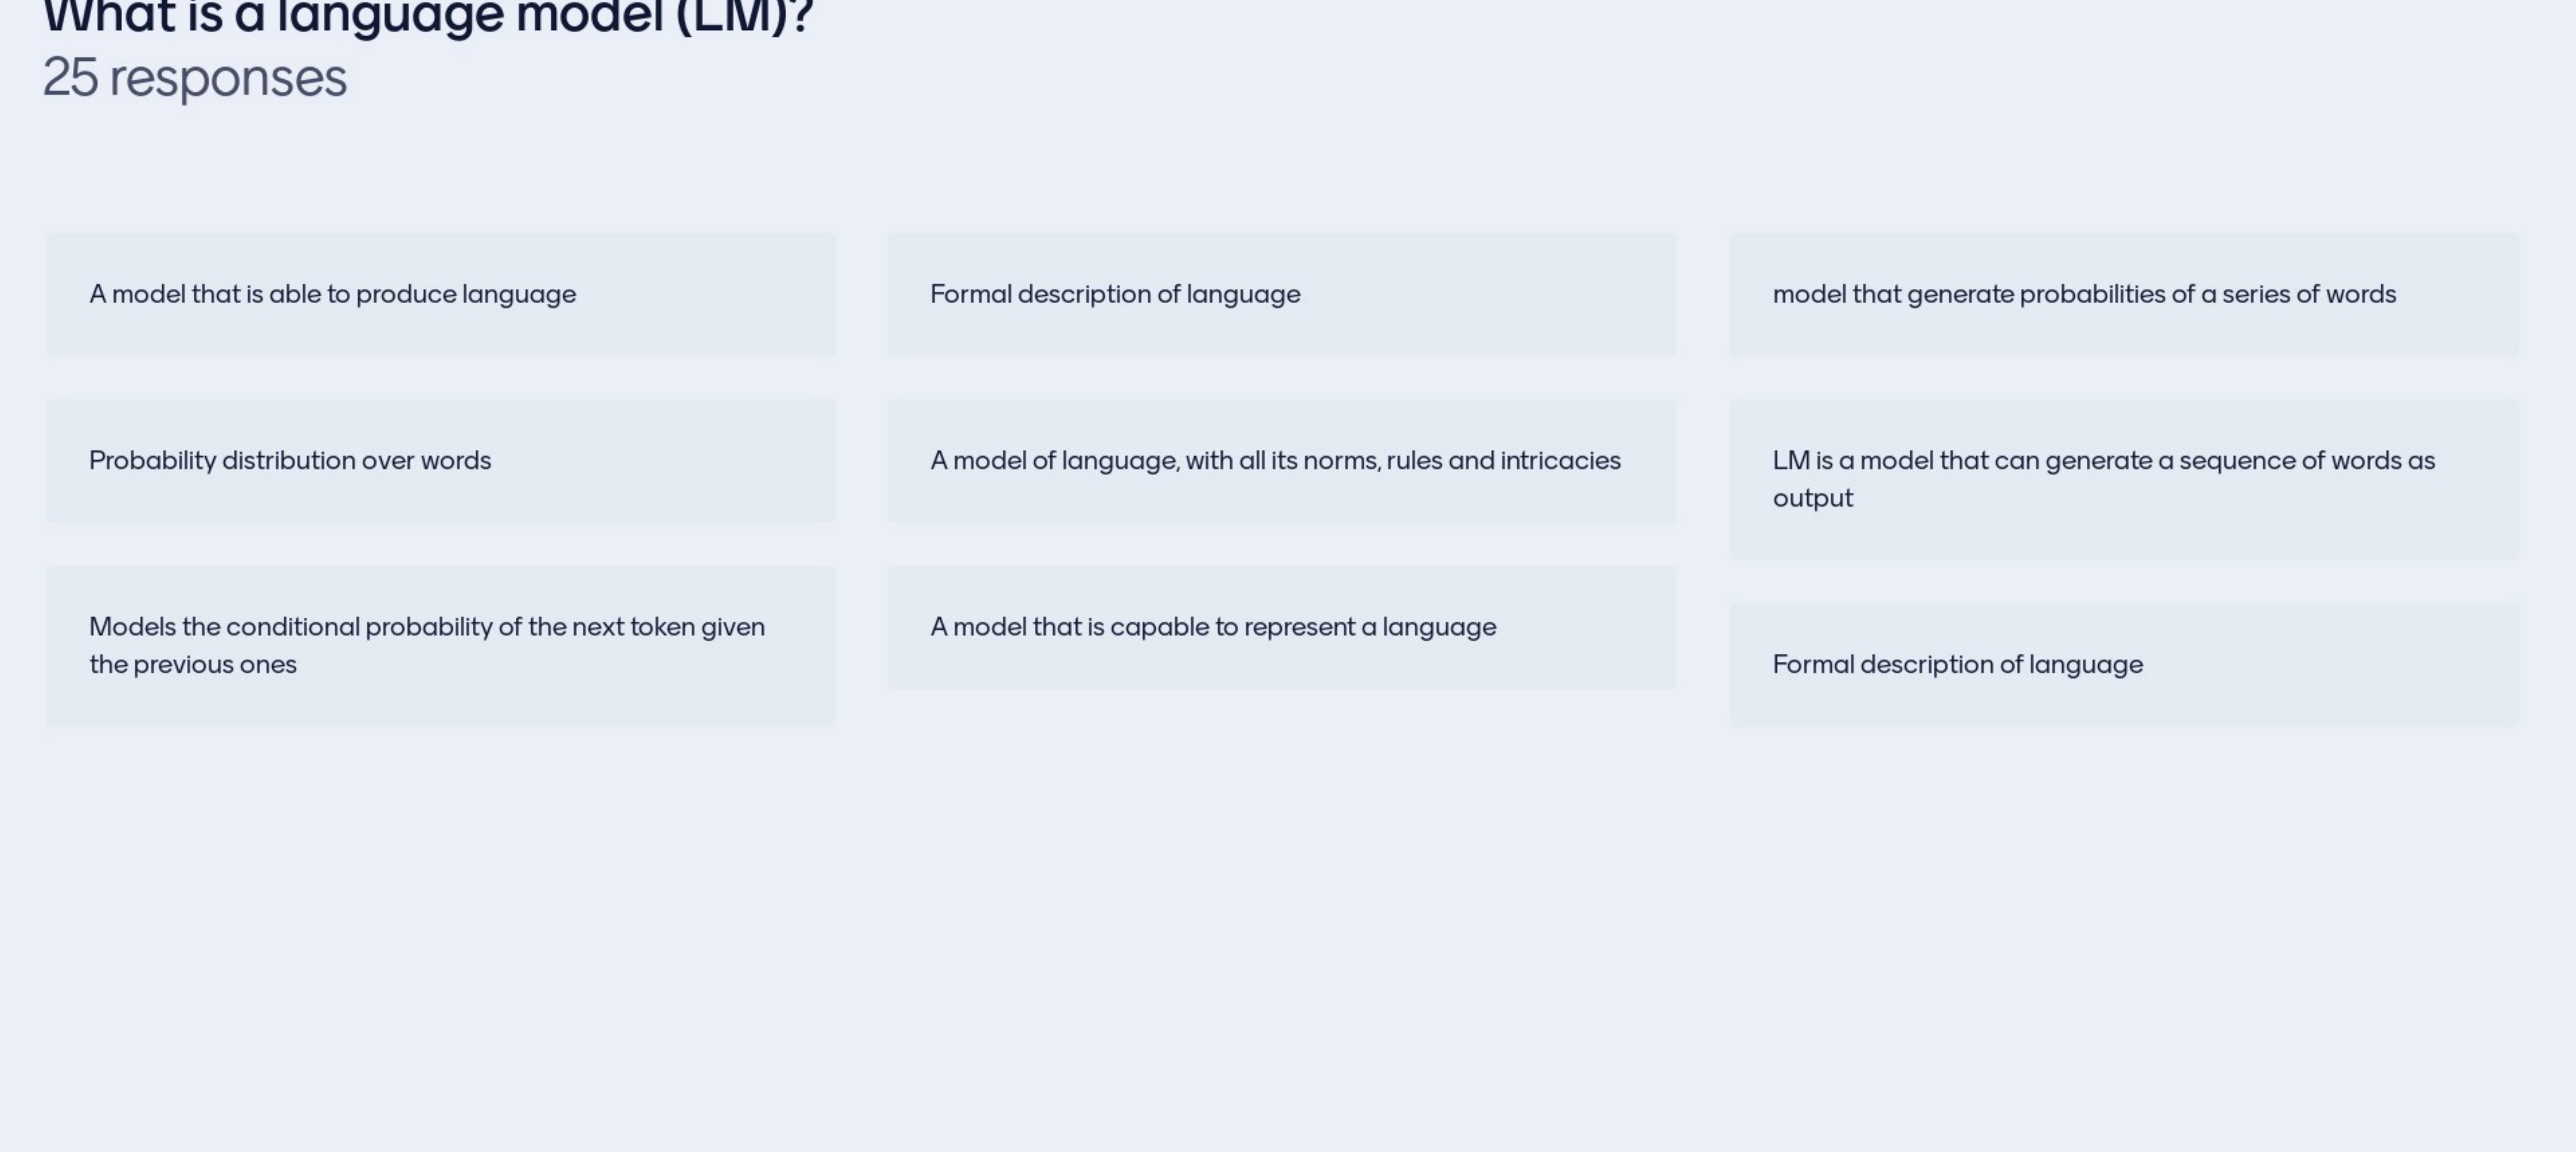 What is a language model (LM)?
25 responses
A model that is able to produce language
Formal description of language
model that generate probabilities of a series of words
Probability distribution over words
A model of language, with all its norms, rules and intricacies
LM is a model that can generate a sequence of words as
output
Models the conditional probability of the next token given
the previous ones
A model that is capable to represent a language
Formal description of language